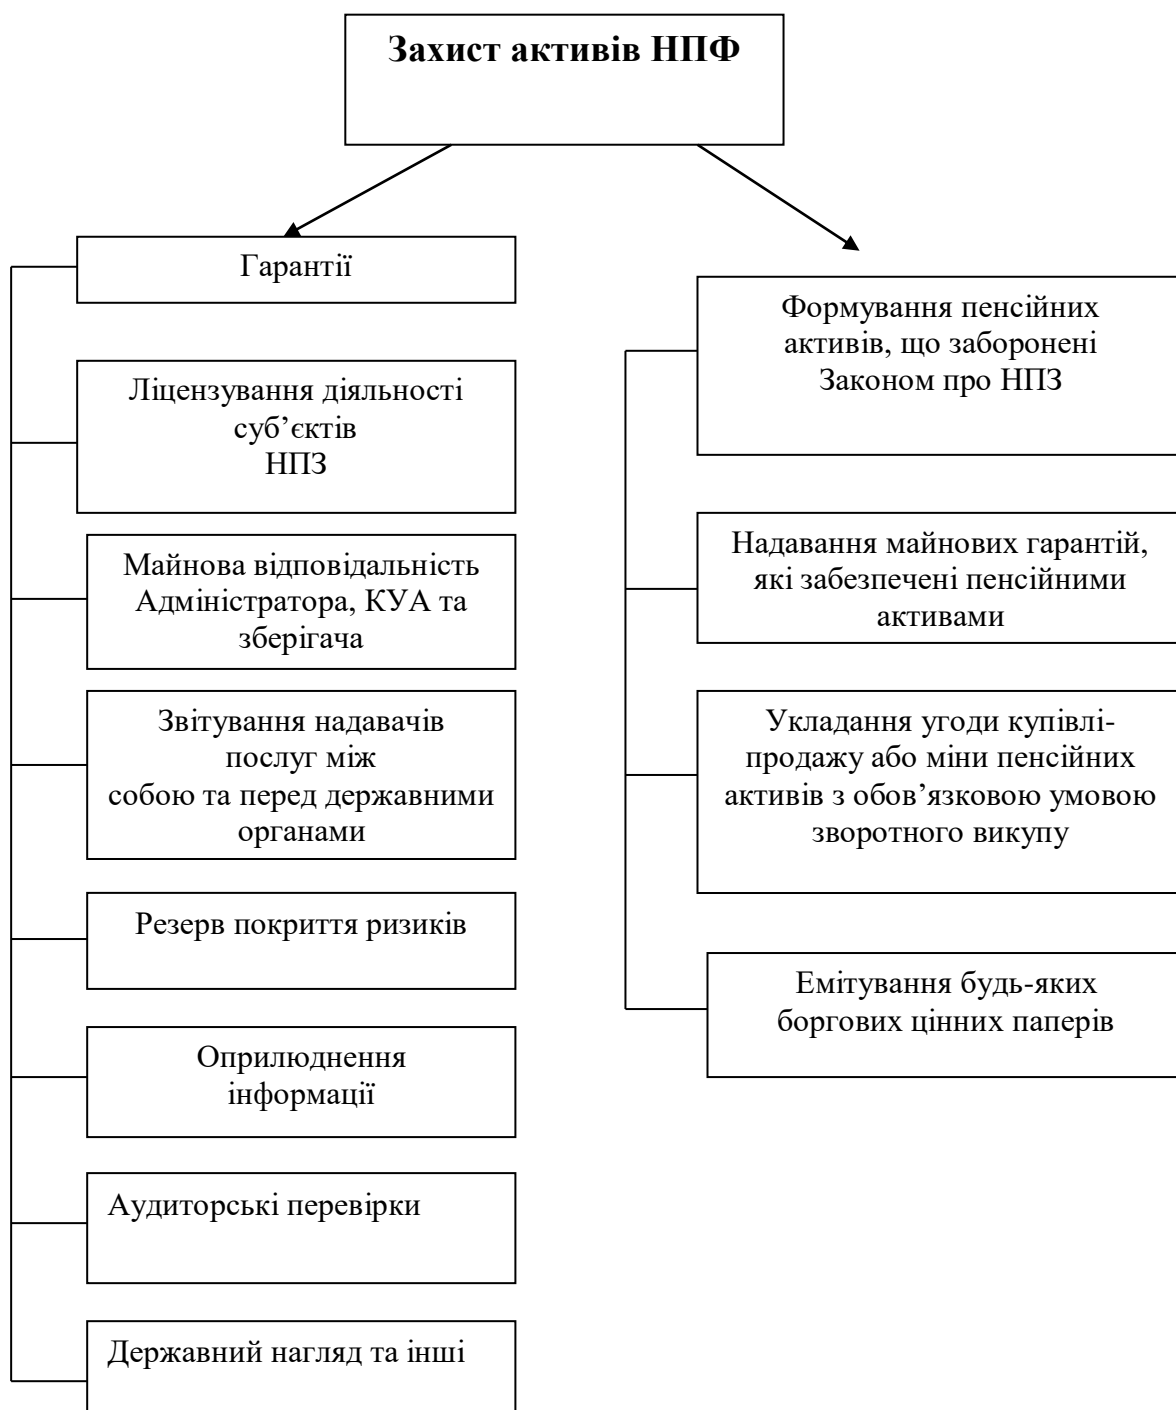 Захист активів НПФ
Гарантії
Ліцензування діяльності
суб’єктів
НПЗ
Майнова відповідальність
Адміністратора, КУА та
зберігача
Звітування надавачів
послуг між
собою та перед державними
органами
Резерв покриття ризиків
Оприлюднення
інформації
Аудиторські перевірки
Державний нагляд та інші
Формування пенсійних
активів, що заборонені
Законом про НПЗ
Надавання майнових гарантій,
які забезпечені пенсійними
активами
Укладання угоди купівлі-
продажу або міни пенсійних
активів з обов’язковою умовою
зворотного викупу
Емітування будь-яких
боргових цінних паперів